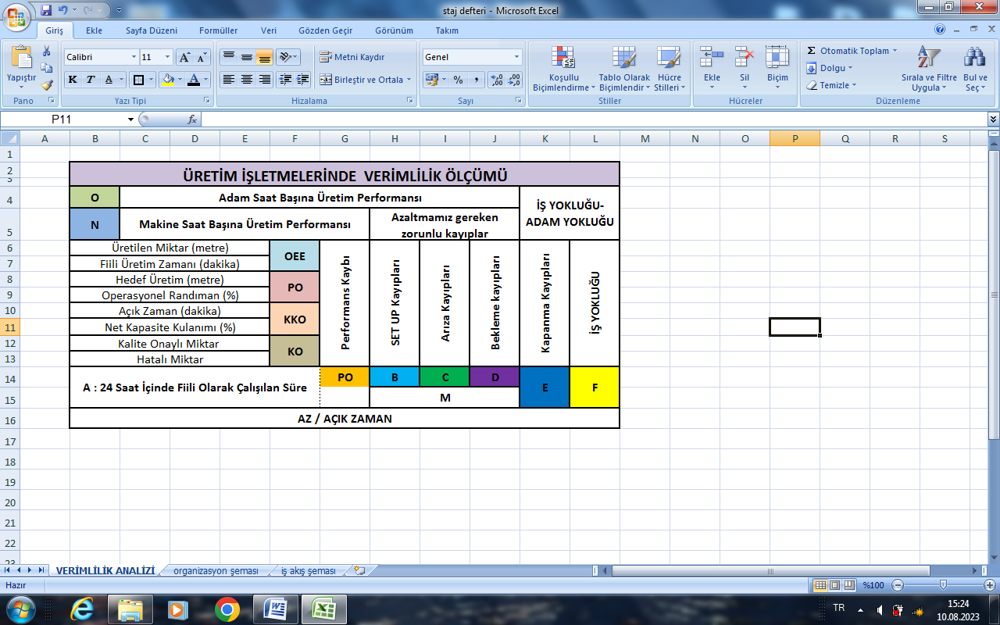 staj defteri - Microsoft Excel
Giriş Ekle Sayfa Düzeni Formüller Veri Gözden Geçir Görünüm Takım
Yapıştır
Pano
Calibri 11
K T A
Yazı Tipi
Metni Kaydır
Birleştir ve Ortala
Hizalama
Genel
% ,
Sayı
Koşullu Biçimlendirme
Tablo Olarak Biçimlendir
Hücre Stilleri
Stiller
Ekle Sil Biçim
Hücreler
Σ Otomatik Toplam
Dolgu
Temizle
Sırala ve Filtre Uygula
Bul ve Seç
Düzenleme
P11 fx
A B C D E F G H I J K L M N O P Q R S
1
2
3
4
5
6
7
8
9
10
11
12
13
14
15
16
17
18
19
20
21
22
23
ÜRETİM İŞLETMELERİNDE VERİMLİLİK ÖLÇÜMÜ
O Adam Saat Başına Üretim Performansı
İŞ YOKLUĞU-
ADAM YOKLUĞU
N Makine Saat Başına Üretim Performansı
Azaltmamız gereken
zorunlu kayıplar
Üretilen Miktar (metre)
Fiili Üretim Zamanı (dakika)
OEE
Hedef Üretim (metre)
Operasyonel Randıman (%)
PO
Açık Zaman (dakika)
Net Kapasite Kulanımı (%)
KKO
Kalite Onaylı Miktar
Hatalı Miktar
KO
Performans Kaybı
SET UP Kayıpları
Arıza Kayıpları
Bekleme kayıpları
Kapanma Kayıpları
İŞ YOKLUĞU
A : 24 Saat İçinde Fiili Olarak Çalışılan Süre
PO B C D E F
M
AZ / AÇIK ZAMAN
VERİMLİLİK ANALİZİ organizasyon şeması iş akış şeması
Hazır %100
TR 15:24
10.08.2023